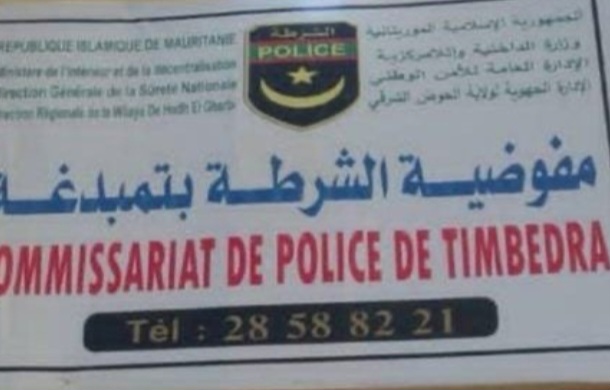 REPUBLIQUE ISLAMIQUE DE MAURITANIE
Ministère de l'intérieur et de la décentralisation
Direction Générale de la Sûreté Nationale
Direction Régionale de la Wilaya De Hodh El Gharbi
الشرطة
POLICE
الجمهورية الإسلامية الموريتانية
وزارة الداخلية واللامركزية
الإدارة العامة للأمن الوطني
الإدارة الجهوية لولاية الحوض الشرقي
مفوضية الشرطة بتمبدغة
COMMISSARIAT DE POLICE DE TIMBEDRA
Tèl : 28 58 82 21